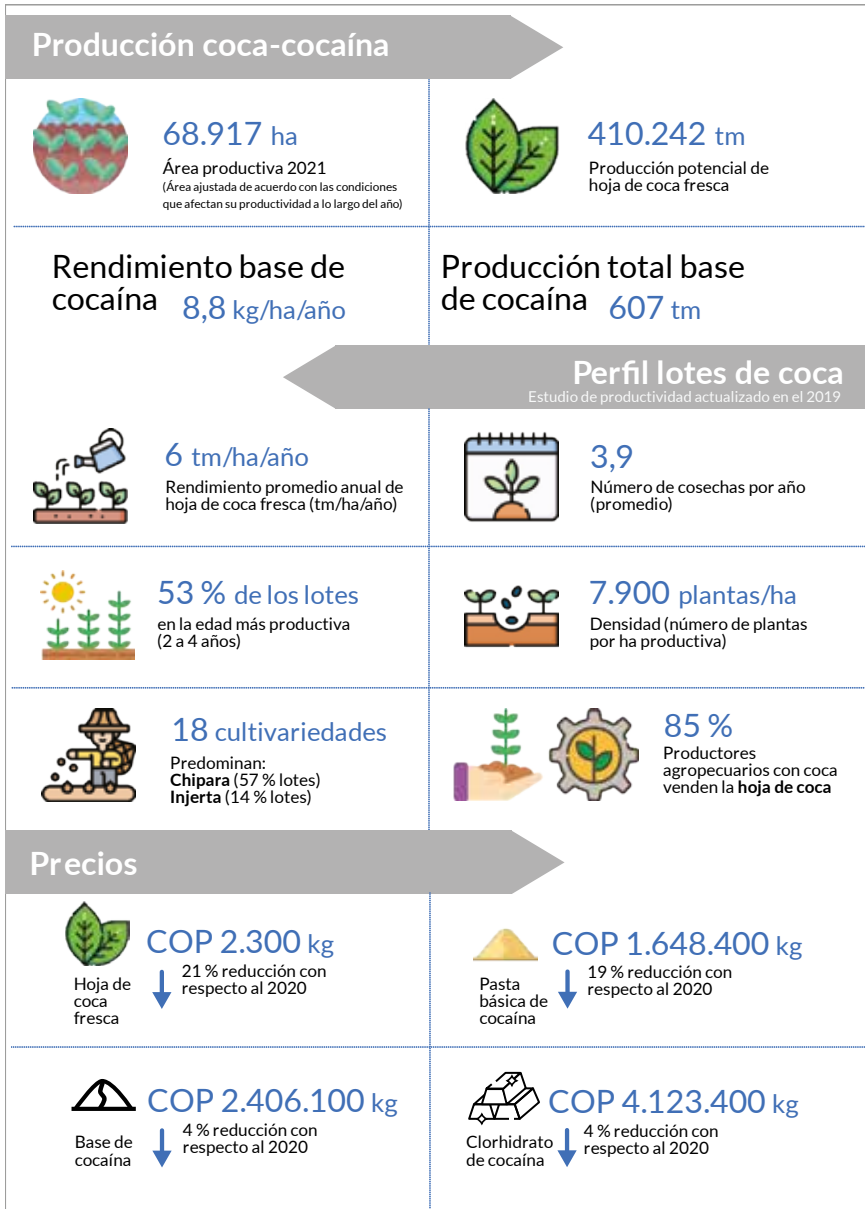 Producción coca-cocaína
68.917 ha
Área productiva 2021
(Área ajustada de acuerdo con las condiciones
que afectan su productividad a lo largo del año)
410.242 tm
Producción potencial de
hoja de coca fresca
Rendimiento base de
cocaína 8,8 kg/ha/año
Producción total base
de cocaína 607 tm
Perfil lotes de coca
Estudio de productividad actualizado en el 2019
6 tm/ha/año
Rendimiento promedio anual de
hoja de coca fresca (tm/ha/año)
3,9
Número de cosechas por año
(promedio)
53 % de los lotes
en la edad más productiva
(2 a 4 años)
7.900 plantas/ha
Densidad (número de plantas
por ha productiva)
18 cultivariedades
Predominan:
Chipara (57 % lotes)
Injerta (14 % lotes)
85 %
Productores
agropecuarios con coca
venden la hoja de coca
Precios
COP 2.300 kg
21 % reducción con
respecto al 2020
Hoja de
coca
fresca
COP 1.648.400 kg
19 % reducción con
respecto al 2020
Pasta
básica de
cocaína
COP 2.406.100 kg
4 % reducción con
respecto al 2020
Base de
cocaína
COP 4.123.400 kg
4 % reducción con
respecto al 2020
Clorhidrato
de cocaína